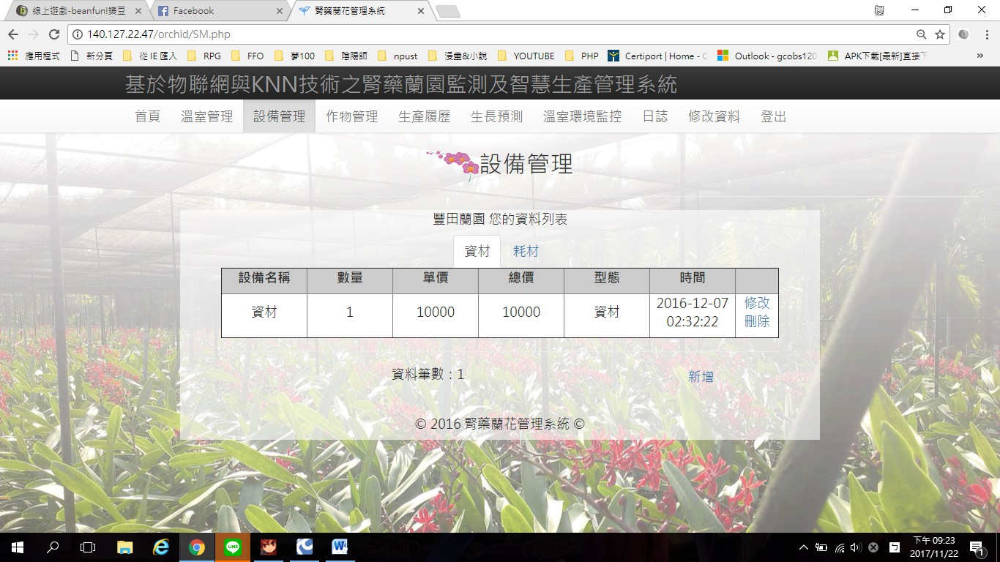 線上遊戲-beanfun!樂豆
Facebook
腎藥蘭花管理系統
140.127.22.47/orchid/SM.php
應用程式
新分頁
從 IE 匯入
RPG
FFO
夢100
陰陽師
npust
漫畫&小說
YOUTUBE
PHP
Certiport | Home - C
Outlook - gcobs120
APK下載[最新]直接下
»
基於物聯網與KNN技術之腎藥蘭園監測及智慧生產管理系統
首頁 溫室管理 設備管理 作物管理 生產履歷 生長預測 溫室環境監控 日誌 修改資料 登出
設備管理
豐田蘭園 您的資料列表
資材 耗材
設備名稱 數量 單價 總價 型態 時間
資材 1 10000 10000 資材 2016-12-07 02:32:22 修改 刪除
資料筆數：1
新增
© 2016 腎藥蘭花管理系統 ©
LINE
下午 09:23
2017/11/22
1